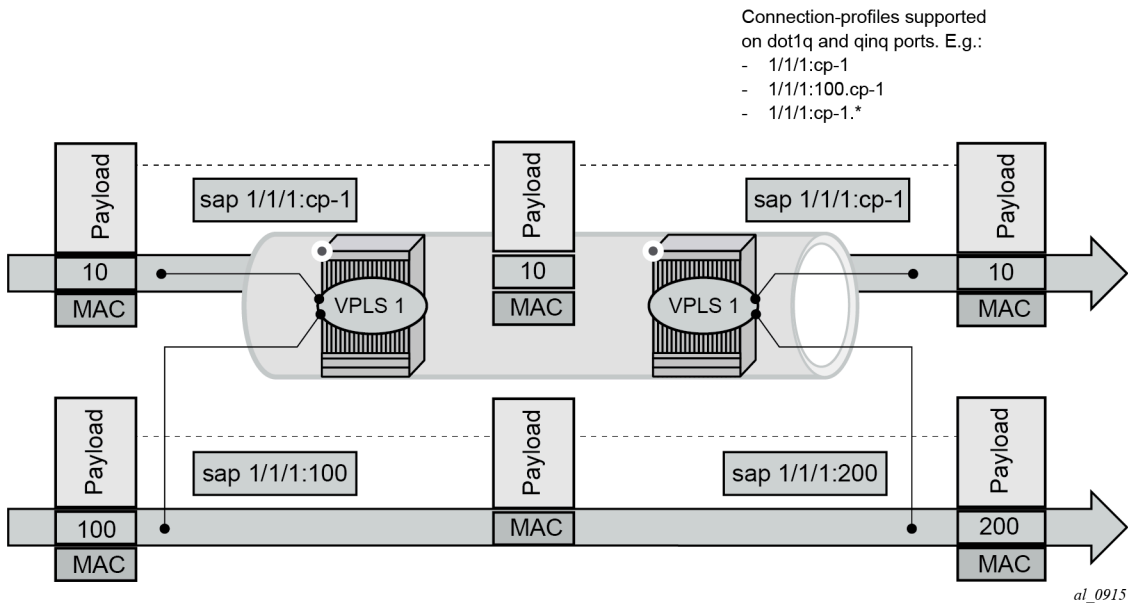 Connection-profiles supported
on dot1q and qinq ports. E.g.:
- 1/1/1:cp-1
- 1/1/1:100.cp-1
- 1/1/1:cp-1.*
Payload
10
MAC
sap 1/1/1:cp-1
VPLS 1
Payload
10
MAC
VPLS 1
sap 1/1/1:cp-1
Payload
10
MAC
Payload
100
MAC
sap 1/1/1:100
Payload
MAC
sap 1/1/1:200
Payload
200
MAC
al_0915